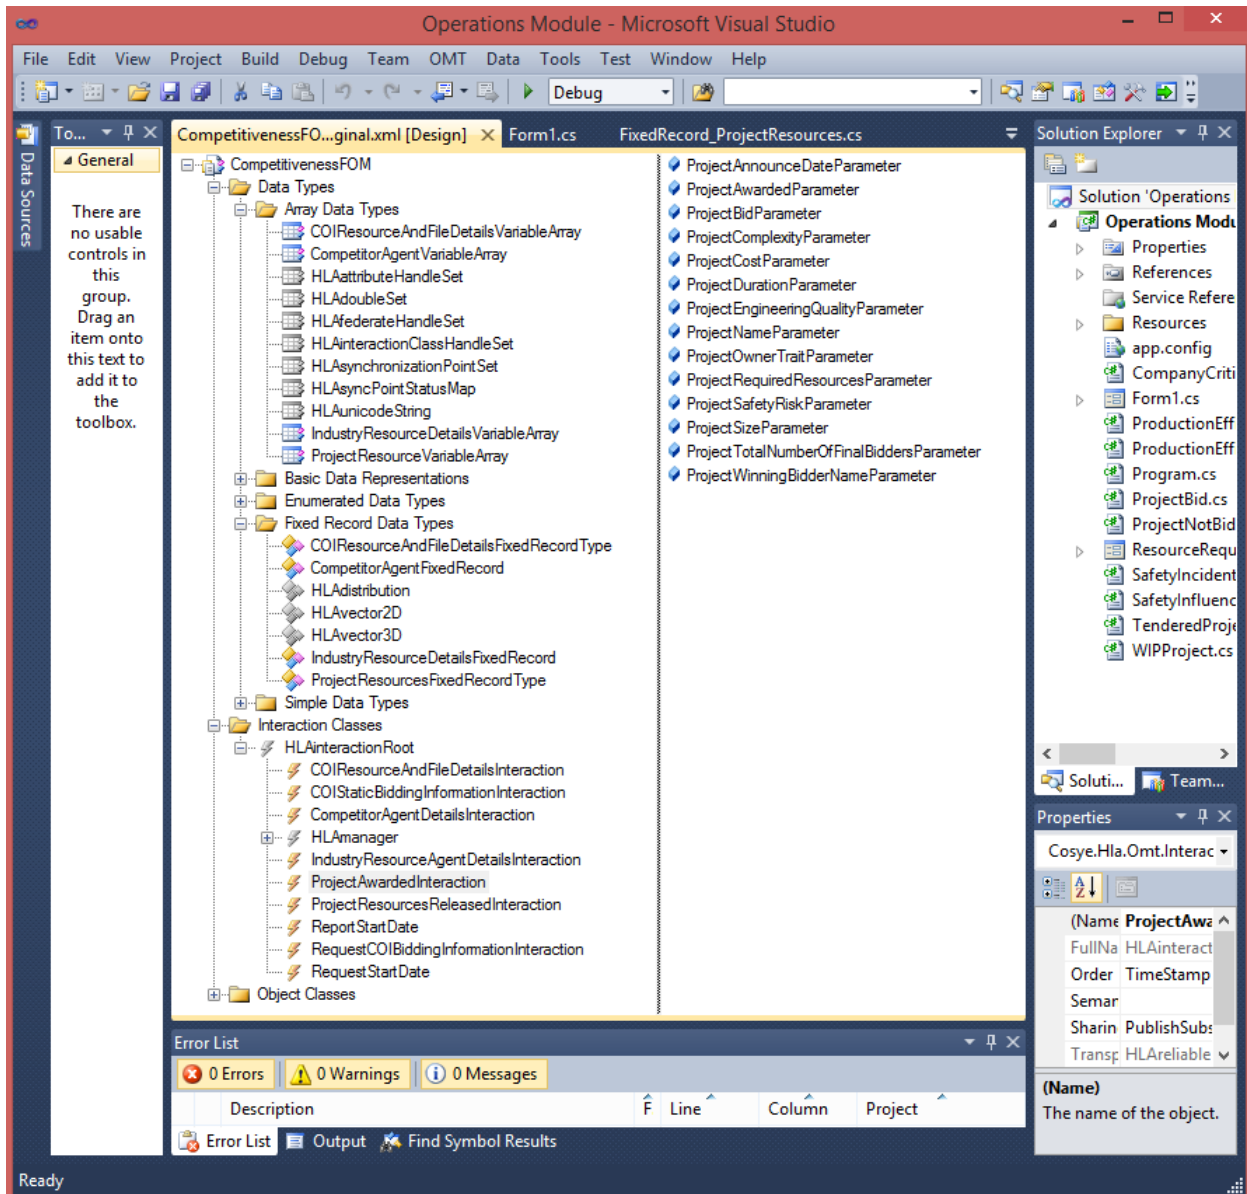 Operations Module - Microsoft Visual Studio
File Edit View Project Build Debug Team OMT Data Tools Test Window Help
Debug
Data Sources
To...
General
There are
no usable
controls in
this
group.
Drag an
item onto
this text to
add it to
the
toolbox.
CompetitivenessFO...ginal.xml [Design] Form1.cs FixedRecord_ProjectResources.cs
CompetitivenessFOM
Data Types
Array Data Types
COIResourceAndFileDetailsVariableArray
CompetitorAgentVariableArray
HLAattributeHandleSet
HLAdoubleSet
HLAfederateHandleSet
HLAinteractionClassHandleSet
HLAsynchronizationPointSet
HLAsyncPointStatusMap
HLAunicodeString
IndustryResourceDetailsVariableArray
ProjectResourceVariableArray
Basic Data Representations
Enumerated Data Types
Fixed Record Data Types
COIResourceAndFileDetailsFixedRecordType
CompetitorAgentFixedRecord
HLAdistribution
HLAvector2D
HLAvector3D
IndustryResourceDetailsFixedRecord
ProjectResourcesFixedRecordType
Simple Data Types
Interaction Classes
HLAinteractionRoot
COIResourceAndFileDetailsInteraction
COIStaticBiddingInformationInteraction
CompetitorAgentDetailsInteraction
HLAmanager
IndustryResourceAgentDetailsInteraction
ProjectAwardedInteraction
ProjectResourcesReleasedInteraction
ReportStartDate
RequestCOIBiddingInformationInteraction
RequestStartDate
Object Classes
ProjectAnnounceDateParameter
ProjectAwardedParameter
ProjectBidParameter
ProjectComplexityParameter
ProjectCostParameter
ProjectDurationParameter
ProjectEngineeringQualityParameter
ProjectNameParameter
ProjectOwnerTraitParameter
ProjectRequiredResourcesParameter
ProjectSafetyRiskParameter
ProjectSizeParameter
ProjectTotalNumberOfFinalBiddersParameter
ProjectWinningBidderNameParameter
Solution Explorer
Solution 'Operations
Operations Modu
Properties
References
Service Refere
Resources
app.config
CompanyCriti
Form1.cs
ProductionEff
ProductionEff
Program.cs
ProjectBid.cs
ProjectNotBid
ResourceRequ
SafetyIncident
SafetyInfluenc
TenderedProje
WIPProject.cs
Soluti... Team...
Properties
Cosye.Hla.Omt.Interac
(Name ProjectAwa
FullNa HLAinteract
Order TimeStamp
Seman
Sharin PublishSubs
Transp HLAreliable
(Name)
The name of the object.
Error List
0 Errors 0 Warnings 0 Messages
Description F Line Column Project
Error List Output Find Symbol Results
Ready